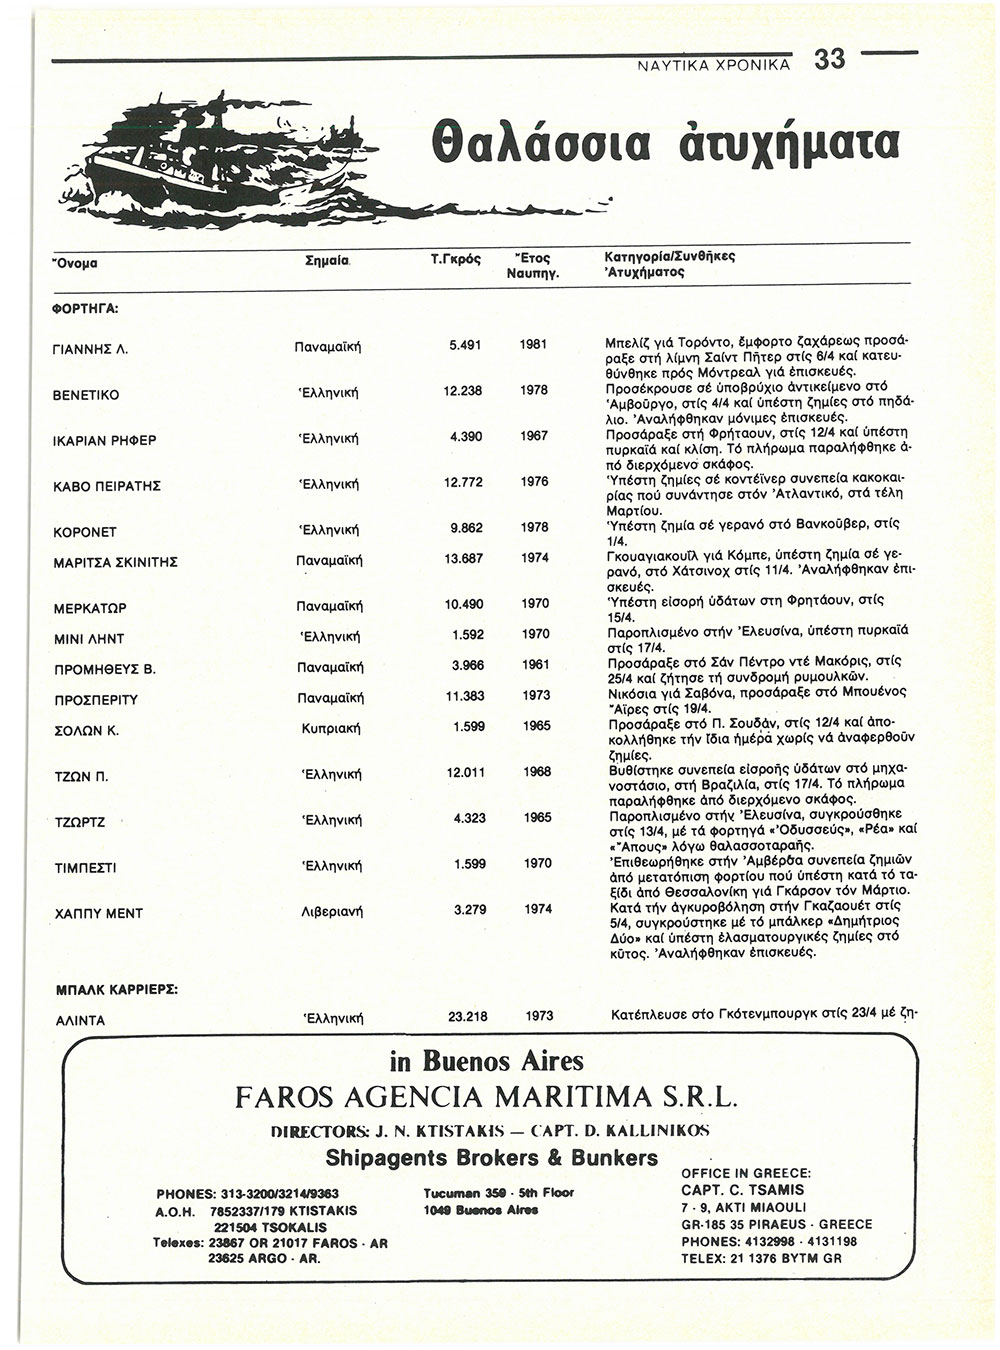 ΝΑΥΤΙΚΑ ΧΡΟΝΙΚΑ 33
Θαλάσσια ἀτυχήματα
Ὄνομα Σημαία Τ.Γκρός Ἔτος Ναυπηγ. Κατηγορία/Συνθῆκες Ἀτυχήματος
ΦΟΡΤΗΓΑ:
ΓΙΑΝΝΗΣ Λ. Παναμαϊκή 5.491 1981 Μπελίζ γιά Τορόντο, ἔμφορτο ζαχάρεως προσά-
ραξε στή λίμνη Σαίντ Πῆτερ στίς 6/4 καί κατευ-
θύνθηκε πρός Μόντρεαλ γιά ἐπισκευές.
ΒΕΝΕΤΙΚΟ Ἑλληνική 12.238 1978 Προσέκρουσε σέ ὑποβρύχιο ἀντικείμενο στό
Ἀμβοῦργο, στίς 4/4 καί ὑπέστη ζημίες στό πηδά-
λιο. Ἀναλήφθηκαν μόνιμες ἐπισκευές.
ΙΚΑΡΙΑΝ ΡΗΦΕΡ Ἑλληνική 4.390 1967 Προσάραξε στή Φρήταουν, στίς 12/4 καί ὑπέστη
πυρκαϊά καί κλίση. Τό πλήρωμα παραλήφθηκε ἀ-
πό διερχόμενο σκάφος.
ΚΑΒΟ ΠΕΙΡΑΤΗΣ Ἑλληνική 12.772 1976 Ὑπέστη ζημίες σέ κοντέϊνερ συνεπεία κακοκαι-
ρίας πού συνάντησε στόν Ἀτλαντικό, στά τέλη
Μαρτίου.
ΚΟΡΟΝΕΤ Ἑλληνική 9.862 1978 Ὑπέστη ζημία σέ γερανό στό Βανκοῦβερ, στίς
1/4.
ΜΑΡΙΤΣΑ ΣΚΙΝΙΤΗΣ Παναμαϊκή 13.687 1974 Γκουαγιακουΐλ γιά Κόμπε, ὑπέστη ζημία σέ γε-
ρανό, στό Χάτσινοχ στίς 11/4. Ἀναλήφθηκαν ἐπι-
σκευές.
ΜΕΡΚΑΤΩΡ Παναμαϊκή 10.490 1970 Ὑπέστη εἰσορή ὑδάτων στη Φρητάουν, στίς
15/4.
ΜΙΝΙ ΛΗΝΤ Ἑλληνική 1.592 1970 Παροπλισμένο στήν Ἐλευσίνα, ὑπέστη πυρκαϊά
στίς 17/4.
ΠΡΟΜΗΘΕΥΣ Β. Παναμαϊκή 3.966 1961 Προσάραξε στό Σάν Πέντρο ντέ Μακόρις, στίς
25/4 καί ζήτησε τή συνδρομή ρυμουλκῶν.
ΠΡΟΣΠΕΡΙΤΥ Παναμαϊκή 11.383 1973 Νικόσια γιά Σαβόνα, προσάραξε στό Μπουένος
Ἄϊρες στίς 19/4.
ΣΟΛΩΝ Κ. Κυπριακή 1.599 1965 Προσάραξε στό Π. Σουδάν, στίς 12/4 καί ἀπο-
κολλήθηκε τήν ἴδια ἡμέρα χωρίς νά ἀναφερθοῦν
ζημίες.
ΤΖΩΝ Π. Ἑλληνική 12.011 1968 Βυθίστηκε συνεπεία εἰσροῆς ὑδάτων στό μηχα-
νοστάσιο, στή Βραζιλία, στίς 17/4. Τό πλήρωμα
παραλήφθηκε ἀπό διερχόμενο σκάφος.
ΤΖΩΡΤΖ Ἑλληνική 4.323 1965 Παροπλισμένο στήν Ἐλευσίνα, συγκρούσθηκε
στίς 13/4, μέ τά φορτηγά «Ὀδυσσεύς», «Ρέα» καί
«Ἄπους» λόγω θαλασσοταραῆς.
ΤΙΜΠΕΣΤΙ Ἑλληνική 1.599 1970 Ἐπιθεωρήθηκε στήν Ἀμβέρσα συνεπεία ζημιῶν
ἀπό μετατόπιση φορτίου πού ὑπέστη κατά τό τα-
ξίδι ἀπό Θεσσαλονίκη γιά Γκάρσον τόν Μάρτιο.
ΧΑΠΠΥ ΜΕΝΤ Λιβεριανή 3.279 1974 Κατά τήν ἀγκυροβόληση στήν Γκαζαουέτ στίς
5/4, συγκρούστηκε μέ τό μπάλκερ «Δημήτριος
Δύο» καί ὑπέστη ἐλασματουργικές ζημίες στό
κῦτος. Ἀναλήφθηκαν ἐπισκευές.
ΜΠΑΛΚ ΚΑΡΡΙΕΡΣ:
ΑΛΙΝΤΑ Ἑλληνική 23.218 1973 Κατέπλευσε στο Γκότενμπουργκ στίς 23/4 μέ ζη-
in Buenos Aires
FAROS AGENCIA MARITIMA S.R.L.
DIRECTORS: J. N. KTISTAKIS — CAPT. D. KALLINIKOS
Shipagents Brokers & Bunkers
PHONES: 313-3200/3214/9363
A.O.H. 7852337/179 KTISTAKIS
221504 TSOKALIS
Telexes: 23867 OR 21017 FAROS - AR
23625 ARGO - AR.
Tucuman 359 - 5th Floor
1049 Buenos Aires
OFFICE IN GREECE:
CAPT. C. TSAMIS
7 - 9, AKTI MIAOULI
GR-185 35 PIRAEUS - GREECE
PHONES: 4132998 - 4131198
TELEX: 21 1376 BYTM GR